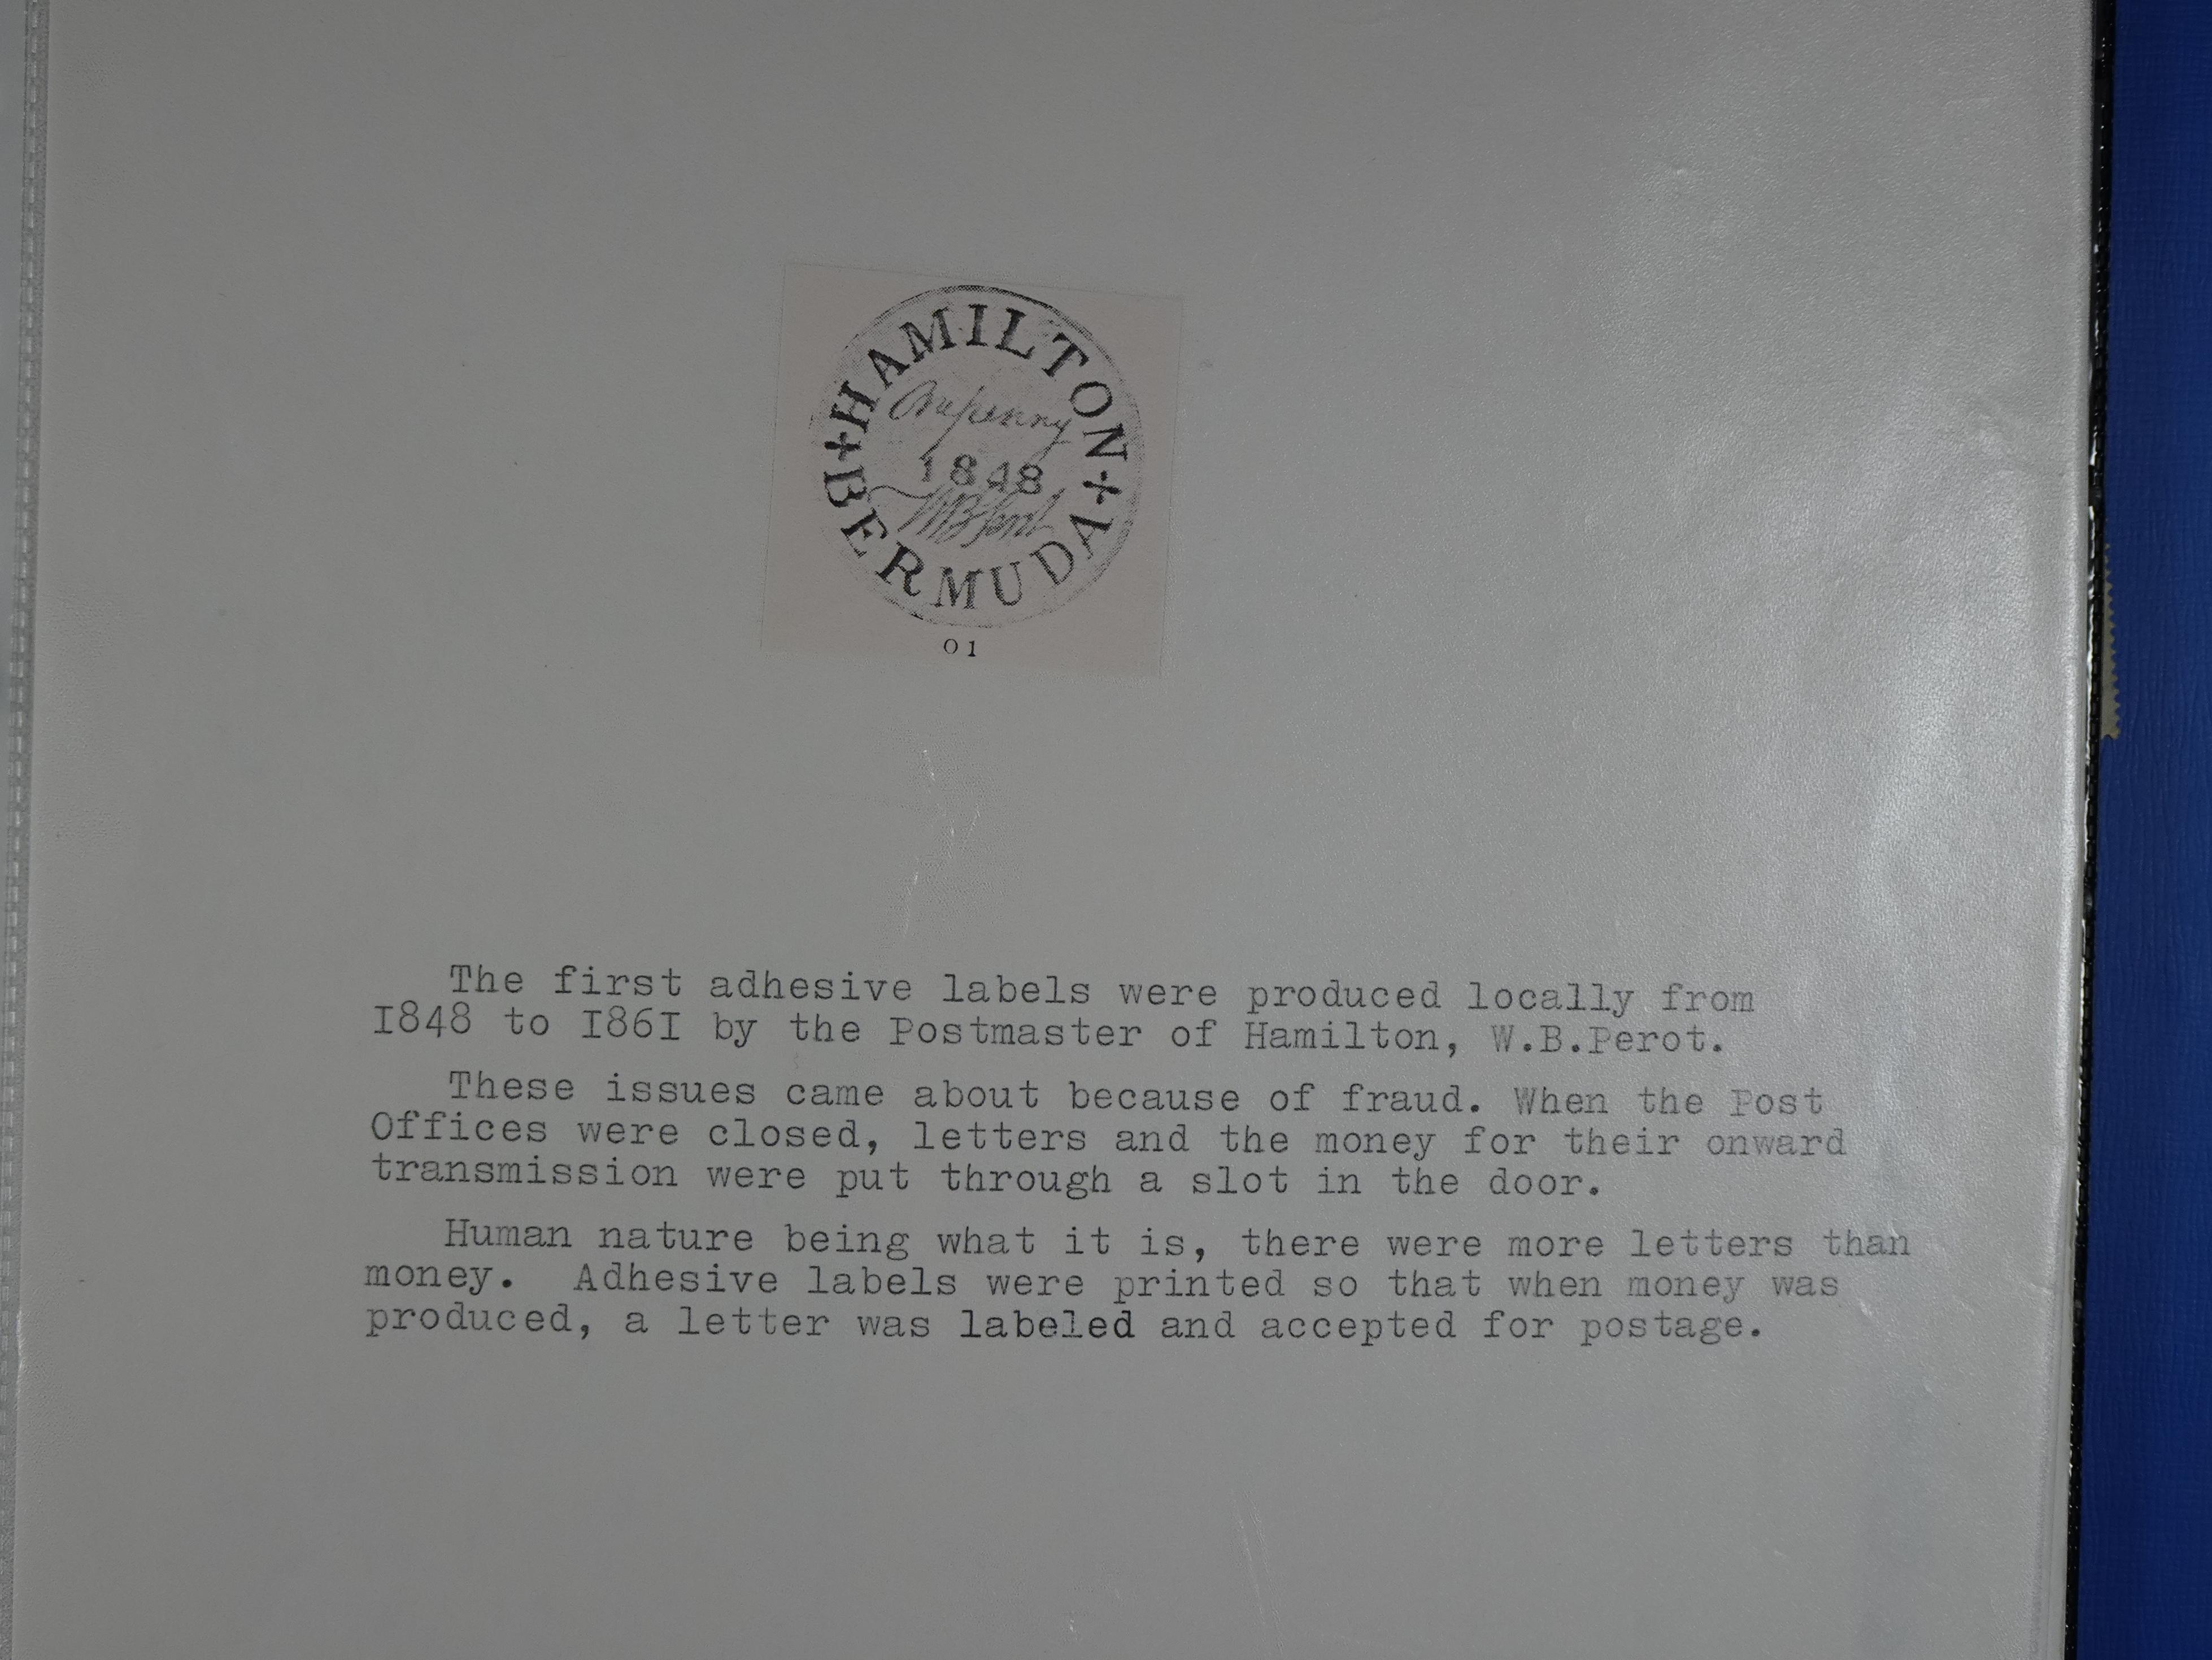 HAMILTON
One penny
1848
W B Perot
BERMUDA
01
The first adhesive labels were produced locally from
1848 to 1861 by the Postmaster of Hamilton, W.B.Perot.
These issues came about because of fraud. When the Post
Offices were closed, letters and the money for their onward
transmission were put through a slot in the door.
Human nature being what it is, there were more letters than
money. Adhesive labels were printed so that when money was
produced, a letter was labeled and accepted for postage.